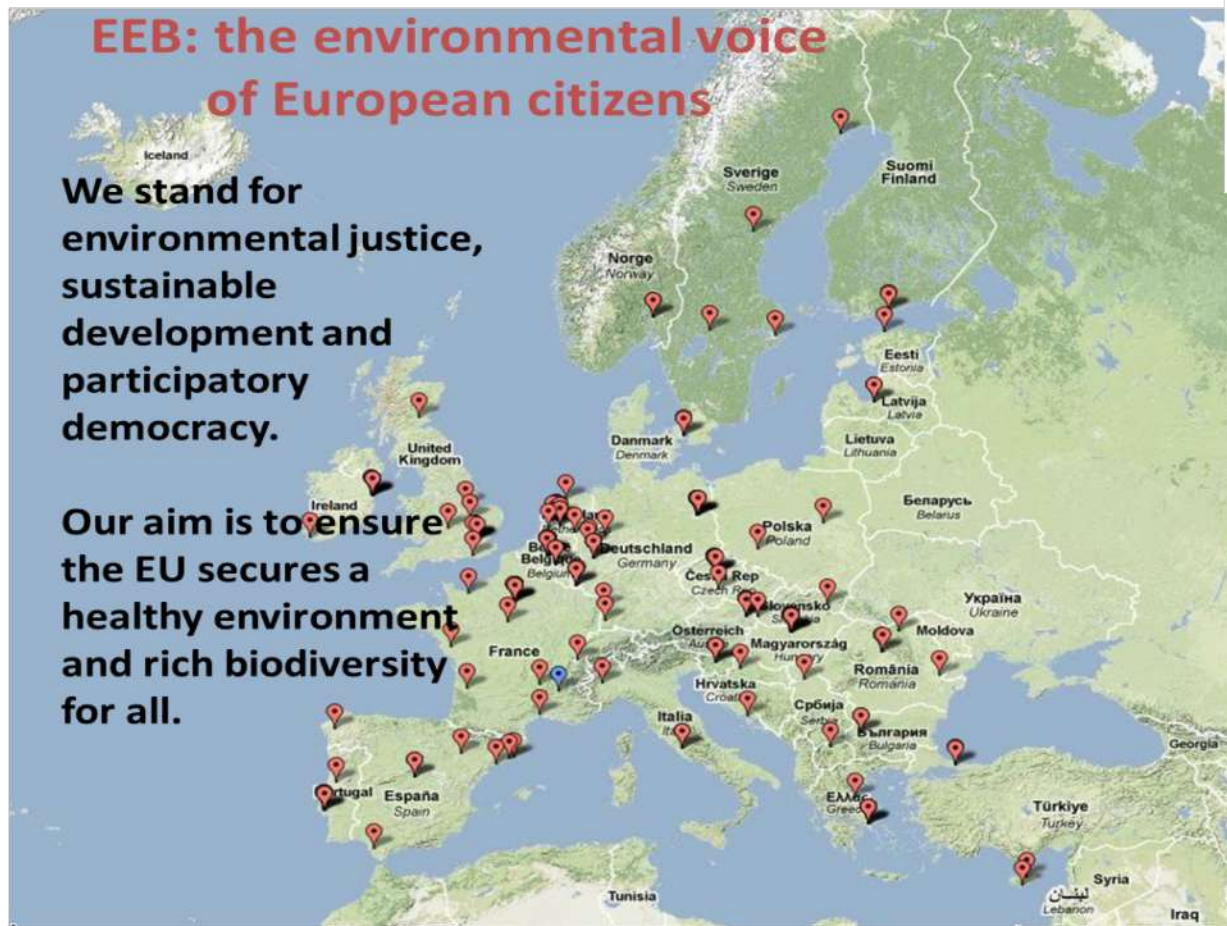 EEB: the environmental voice
of European citizens
Iceland
We stand for
environmental justice,
sustainable
development and
participatory
democracy.
Our aim is to ensure
the EU secures a
healthy environment
and rich biodiversity
for all.
Sverige
Sweden
Suomi
Finland
Norge
Norway
Eesti
Estonia
Latvija
Latvia
Lietuva
Lithuania
Danmark
Denmark
United
Kingdom
Ireland
Беларусь
Belarus
Polska
Poland
Deutschland
Germany
België
Belgium
Česká Rep
Czech Rep
Україна
Ukraine
Slovensko
Österreich
Magyarország
Hungary
Moldova
France
România
Romania
Hrvatska
Croatia
Србија
Serbia
Italia
България
Bulgaria
Georgia
Portugal
España
Spain
Türkiye
Turkey
Tunisia
Syria
Lebanon
Iraq